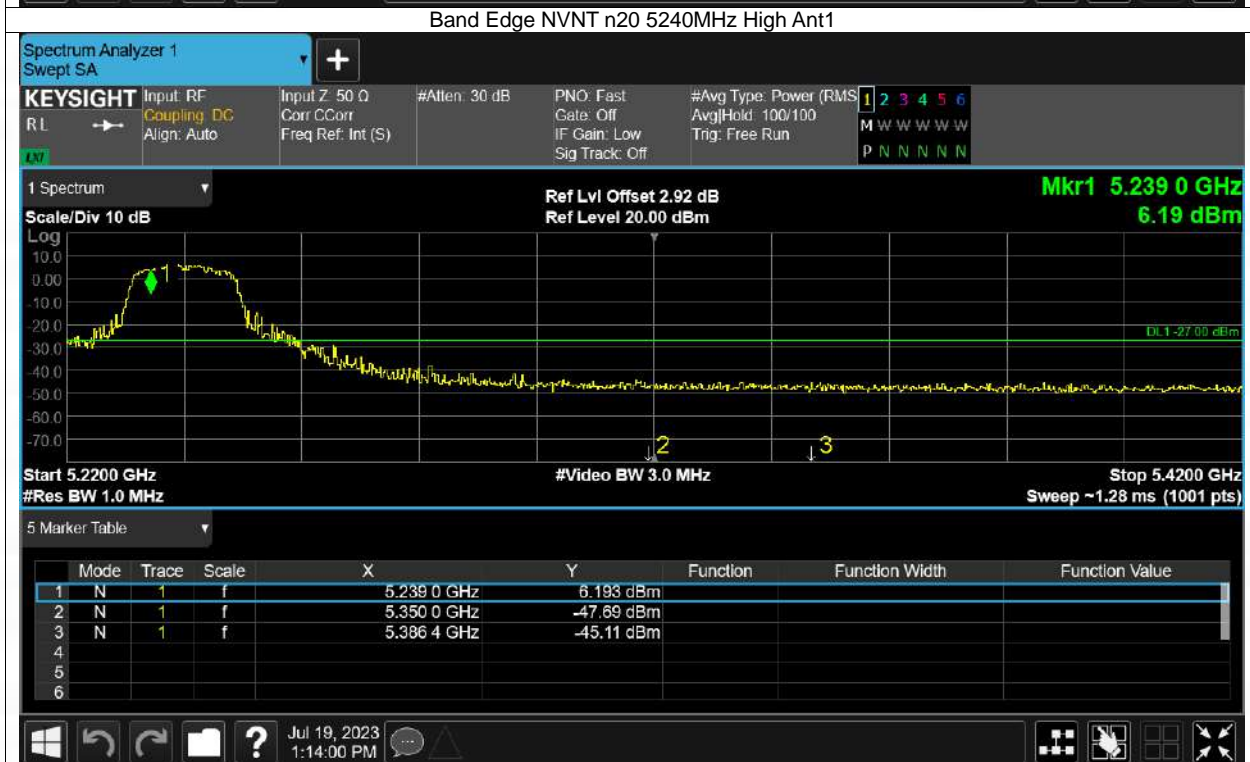 Band Edge NVNT n20 5240MHz High Ant1
Spectrum Analyzer 1
Swept SA
+
KEYSIGHT Input: RF Input Z: 50 Ω #Atten: 30 dB PNO: Fast #Avg Type: Power (RMS 1 2 3 4 5 6
RL Coupling: DC Corr CCorr Gate: Off Avg|Hold: 100/100 M W W W W W
Align: Auto Freq Ref: Int (S) IF Gain: Low Trig: Free Run
LXI Sig Track: Off P N N N N N
1 Spectrum Ref Lvl Offset 2.92 dB Mkr1 5.239 0 GHz
Scale/Div 10 dB Ref Level 20.00 dBm 6.19 dBm
Log
10.0
0.00
-10.0
-20.0
DL1 -27.00 dBm
-30.0
-40.0
-50.0
-60.0
-70.0
2 3
Start 5.2200 GHz #Video BW 3.0 MHz Stop 5.4200 GHz
#Res BW 1.0 MHz Sweep ~1.28 ms (1001 pts)
5 Marker Table
Mode Trace Scale X Y Function Function Width Function Value
1 N 1 f 5.239 0 GHz 6.193 dBm
2 N 1 f 5.350 0 GHz -47.69 dBm
3 N 1 f 5.386 4 GHz -45.11 dBm
4
5
6
? Jul 19, 2023
1:14:00 PM